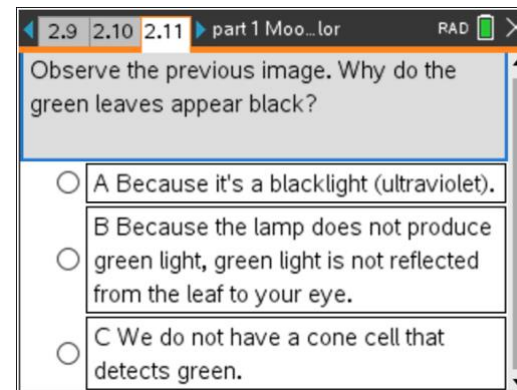 2.9 2.10 2.11 part 1 Moo...lor RAD
Observe the previous image. Why do the
green leaves appear black?
A Because it's a blacklight (ultraviolet).
B Because the lamp does not produce
green light, green light is not reflected
from the leaf to your eye.
C We do not have a cone cell that
detects green.